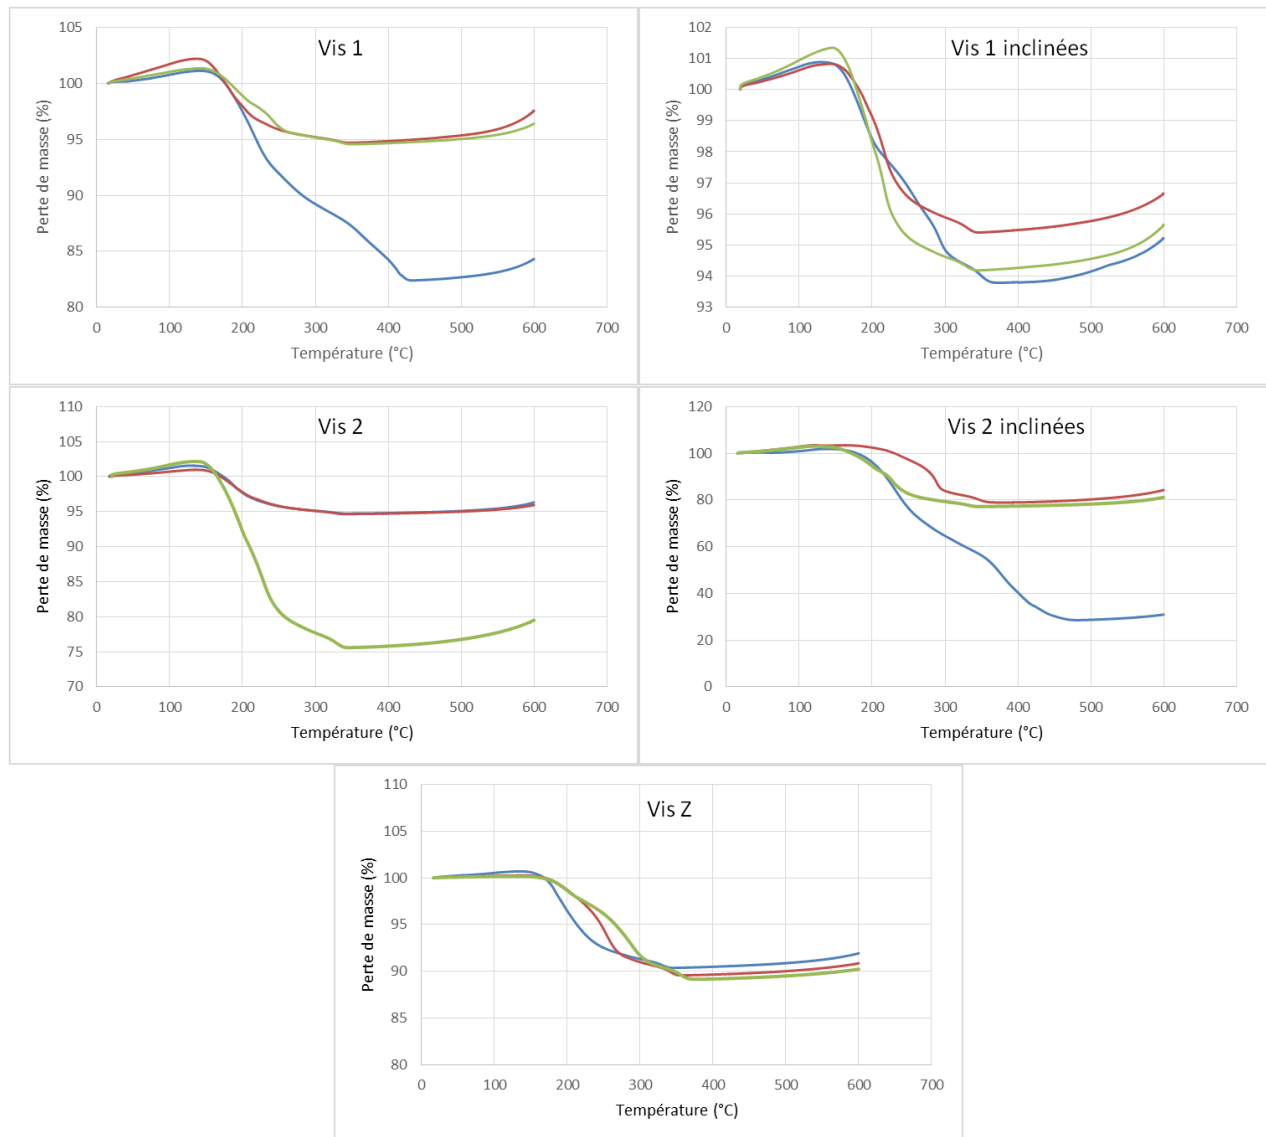 Vis 1
Perte de masse (%)
105
100
95
90
85
80
0 100 200 300 400 500 600 700
Température (°C)
Vis 1 inclinées
Perte de masse (%)
102
101
100
99
98
97
96
95
94
93
0 100 200 300 400 500 600 700
Température (°C)
Vis 2
Perte de masse (%)
110
105
100
95
90
85
80
75
70
0 100 200 300 400 500 600 700
Température (°C)
Vis 2 inclinées
Perte de masse (%)
120
100
80
60
40
20
0
0 100 200 300 400 500 600 700
Température (°C)
Vis Z
Perte de masse (%)
110
105
100
95
90
85
80
0 100 200 300 400 500 600 700
Température (°C)